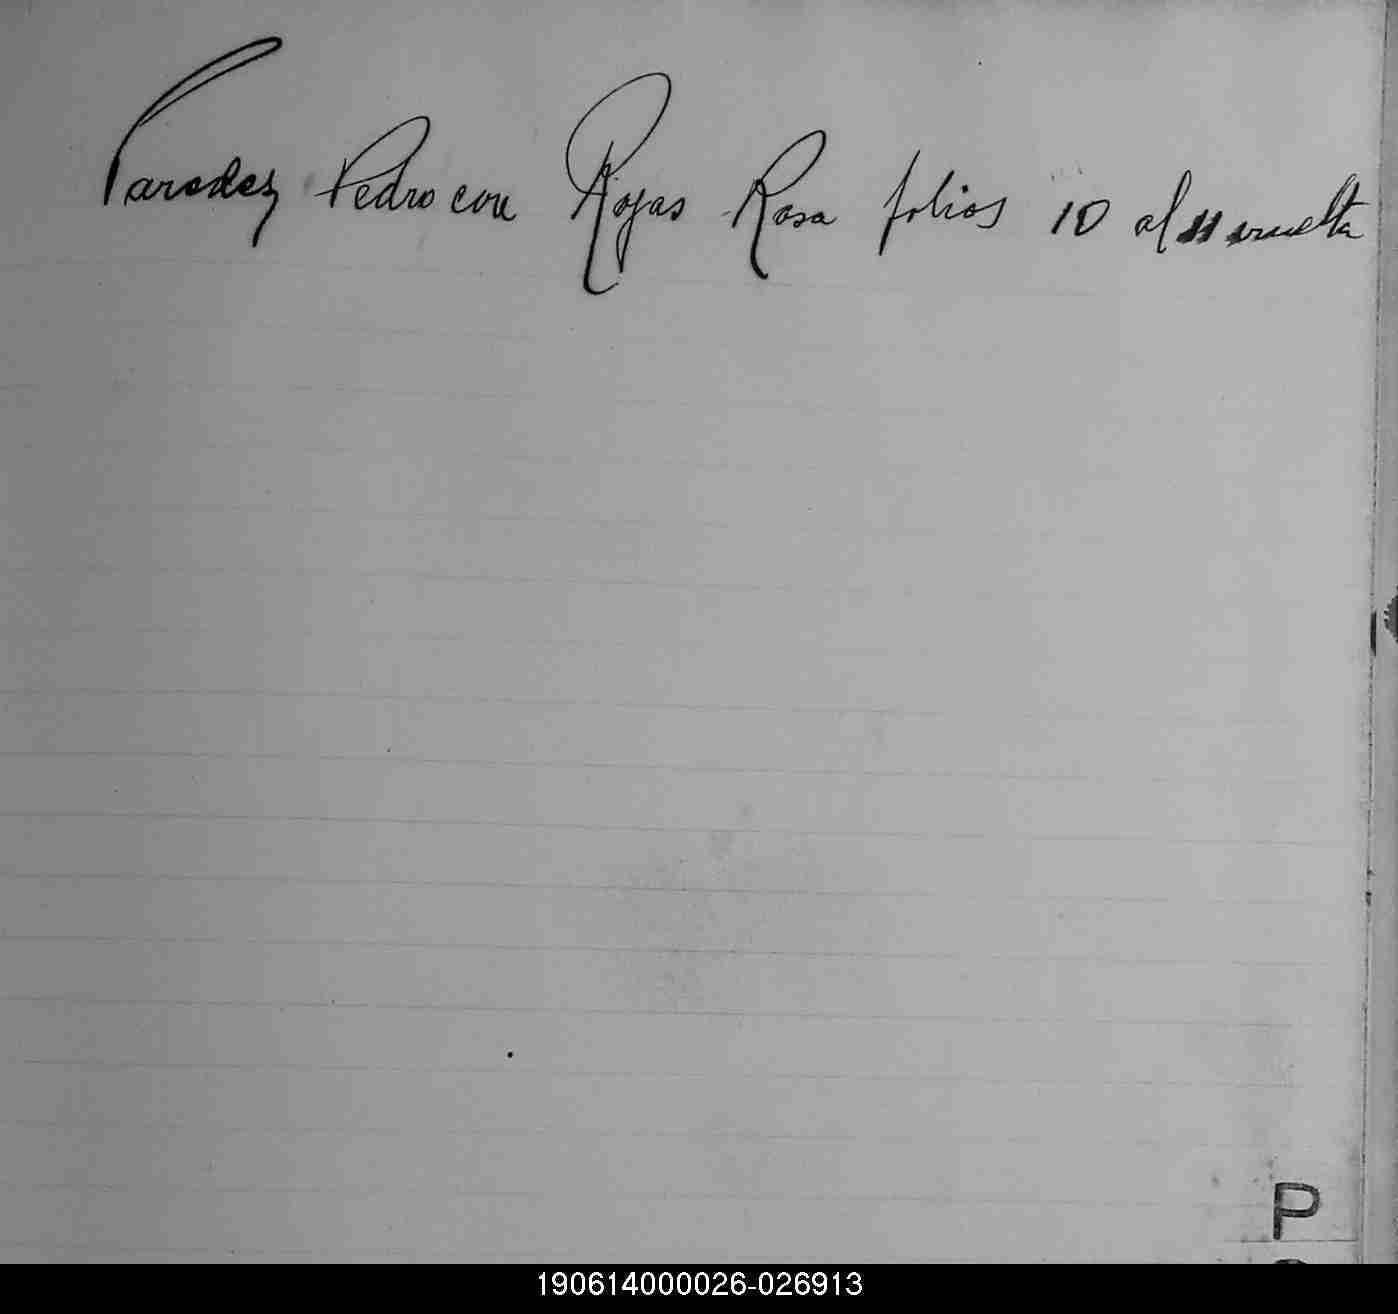 Paredez Pedro con Rojas Rosa folios 10 al 11 vuelta
P
190614000026-026913